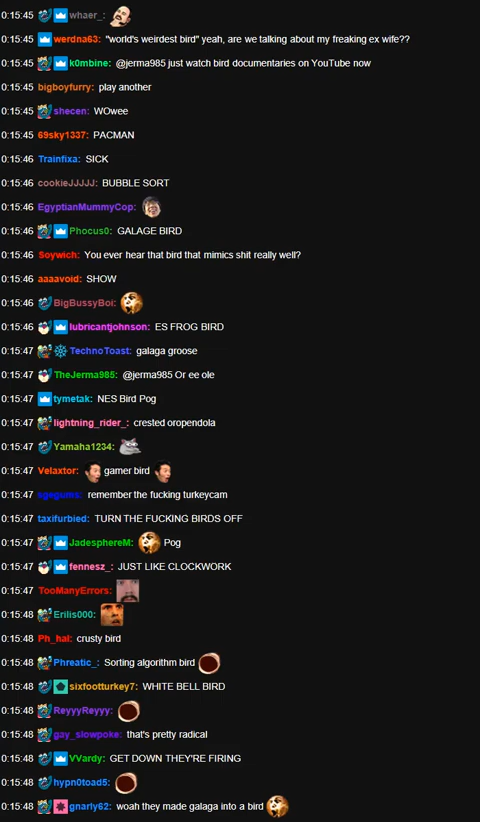 0:15:45 whaer_:
0:15:45 werdna63: "world's weirdest bird" yeah, are we talking about my freaking ex wife??
0:15:45 k0mbine: @jerma985 just watch bird documentaries on YouTube now
0:15:45 bigboyfurry: play another
0:15:45 shecen: WOwee
0:15:45 69sky1337: PACMAN
0:15:46 Trainfixa: SICK
0:15:46 cookieJJJJJ: BUBBLE SORT
0:15:46 EgyptianMummyCop:
0:15:46 Phocus0: GALAGE BIRD
0:15:46 Soywich: You ever hear that bird that mimics shit really well?
0:15:46 aaaavoid: SHOW
0:15:46 BigBussyBoi:
0:15:46 lubricantjohnson: ES FROG BIRD
0:15:47 TechnoToast: galaga groose
0:15:47 TheJerma985: @jerma985 Or ee ole
0:15:47 tymetak: NES Bird Pog
0:15:47 lightning_rider_: crested oropendola
0:15:47 Yamaha1234:
0:15:47 Velaxtor: gamer bird
0:15:47 remember the fucking turkeycam
0:15:47 taxifurbied: TURN THE FUCKING BIRDS OFF
0:15:47 JadesphereM: Pog
0:15:47 fennesz_: JUST LIKE CLOCKWORK
0:15:47 TooManyErrors:
0:15:48 Erilis000:
0:15:48 Ph_hal: crusty bird
0:15:48 Phreatic_: Sorting algorithm bird
0:15:48 sixfootturkey7: WHITE BELL BIRD
0:15:48 ReyyyReyyy:
0:15:48 gay_slowpoke: that's pretty radical
0:15:48 VVardy: GET DOWN THEY'RE FIRING
0:15:48 hypn0toad5:
0:15:48 gnarly62: woah they made galaga into a bird